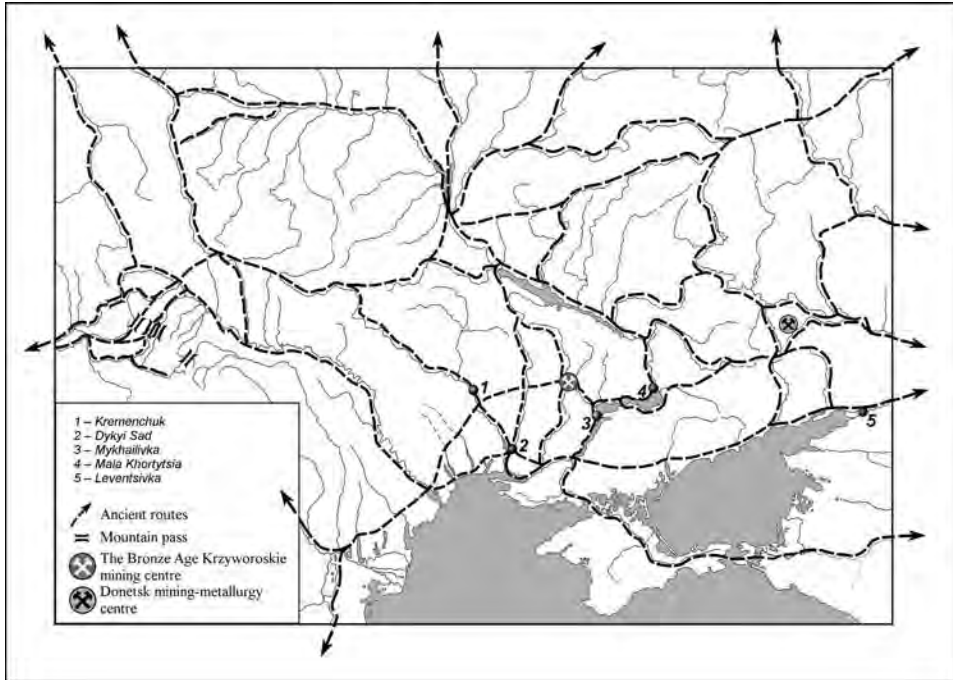 1
2
3
4
5
1 – Kremenchuk
2 – Dykyi Sad
3 – Mykhailivka
4 – Mala Khortytsia
5 – Leventsivka
Ancient routes
Mountain pass
The Bronze Age Krzyworoskie
mining centre
Donetsk mining-metallurgy
centre